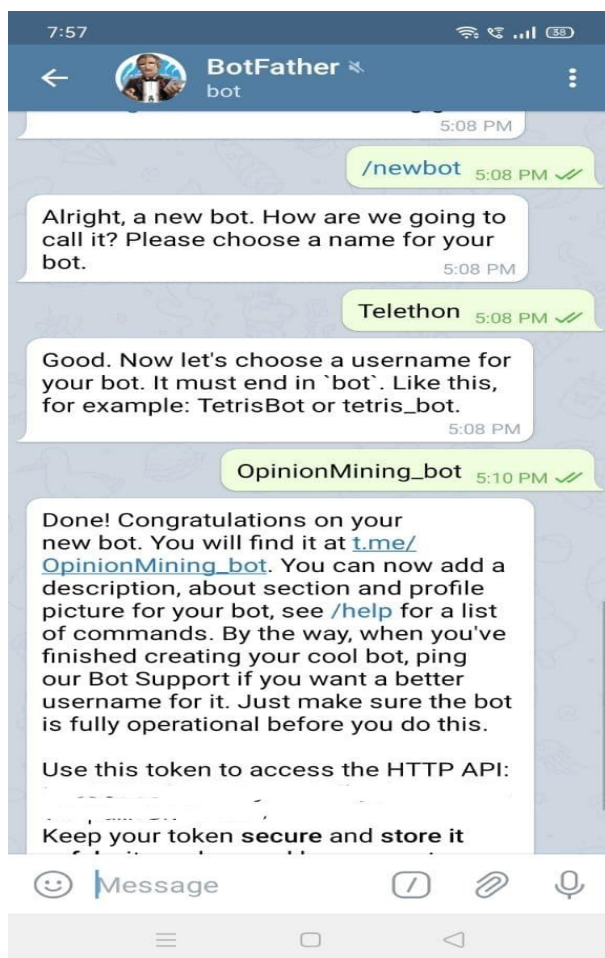 7:57
38
BotFather
bot
5:08 PM
/newbot 5:08 PM
Alright, a new bot. How are we going to
call it? Please choose a name for your
bot.
5:08 PM
Telethon 5:08 PM
Good. Now let's choose a username for
your bot. It must end in `bot`. Like this,
for example: TetrisBot or tetris_bot.
5:08 PM
OpinionMining_bot 5:10 PM
Done! Congratulations on your
new bot. You will find it at t.me/
OpinionMining_bot. You can now add a
description, about section and profile
picture for your bot, see /help for a list
of commands. By the way, when you've
finished creating your cool bot, ping
our Bot Support if you want a better
username for it. Just make sure the bot
is fully operational before you do this.
Use this token to access the HTTP API:
Keep your token secure and store it
Message